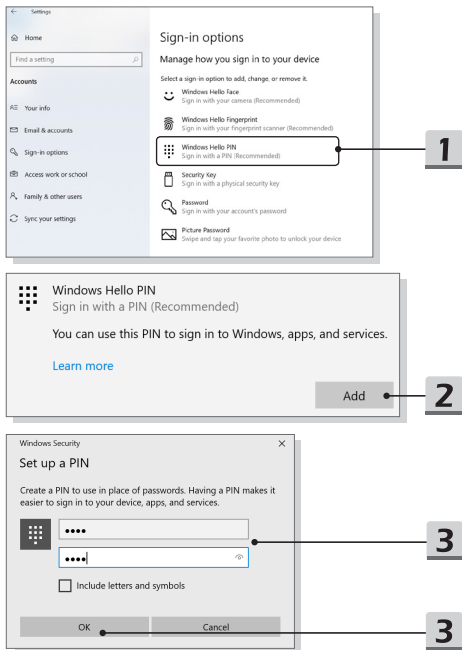 Settings
Home
Find a setting
Accounts
Your info
Email & accounts
Sign-in options
Access work or school
Family & other users
Sync your settings
Sign-in options
Manage how you sign in to your device
Select a sign-in option to add, change, or remove it.
Windows Hello Face
Sign in with your camera (Recommended)
Windows Hello Fingerprint
Sign in with your fingerprint scanner (Recommended)
Windows Hello PIN
Sign in with a PIN (Recommended)
Security Key
Sign in with a physical security key
Password
Sign in with your account's password
Picture Password
Swipe and tap your favorite photo to unlock your device
1
Windows Hello PIN
Sign in with a PIN (Recommended)
You can use this PIN to sign in to Windows, apps, and services.
Learn more
Add
2
Windows Security
Set up a PIN
Create a PIN to use in place of passwords. Having a PIN makes it
easier to sign in to your device, apps, and services.
3
Include letters and symbols
OK
Cancel
3